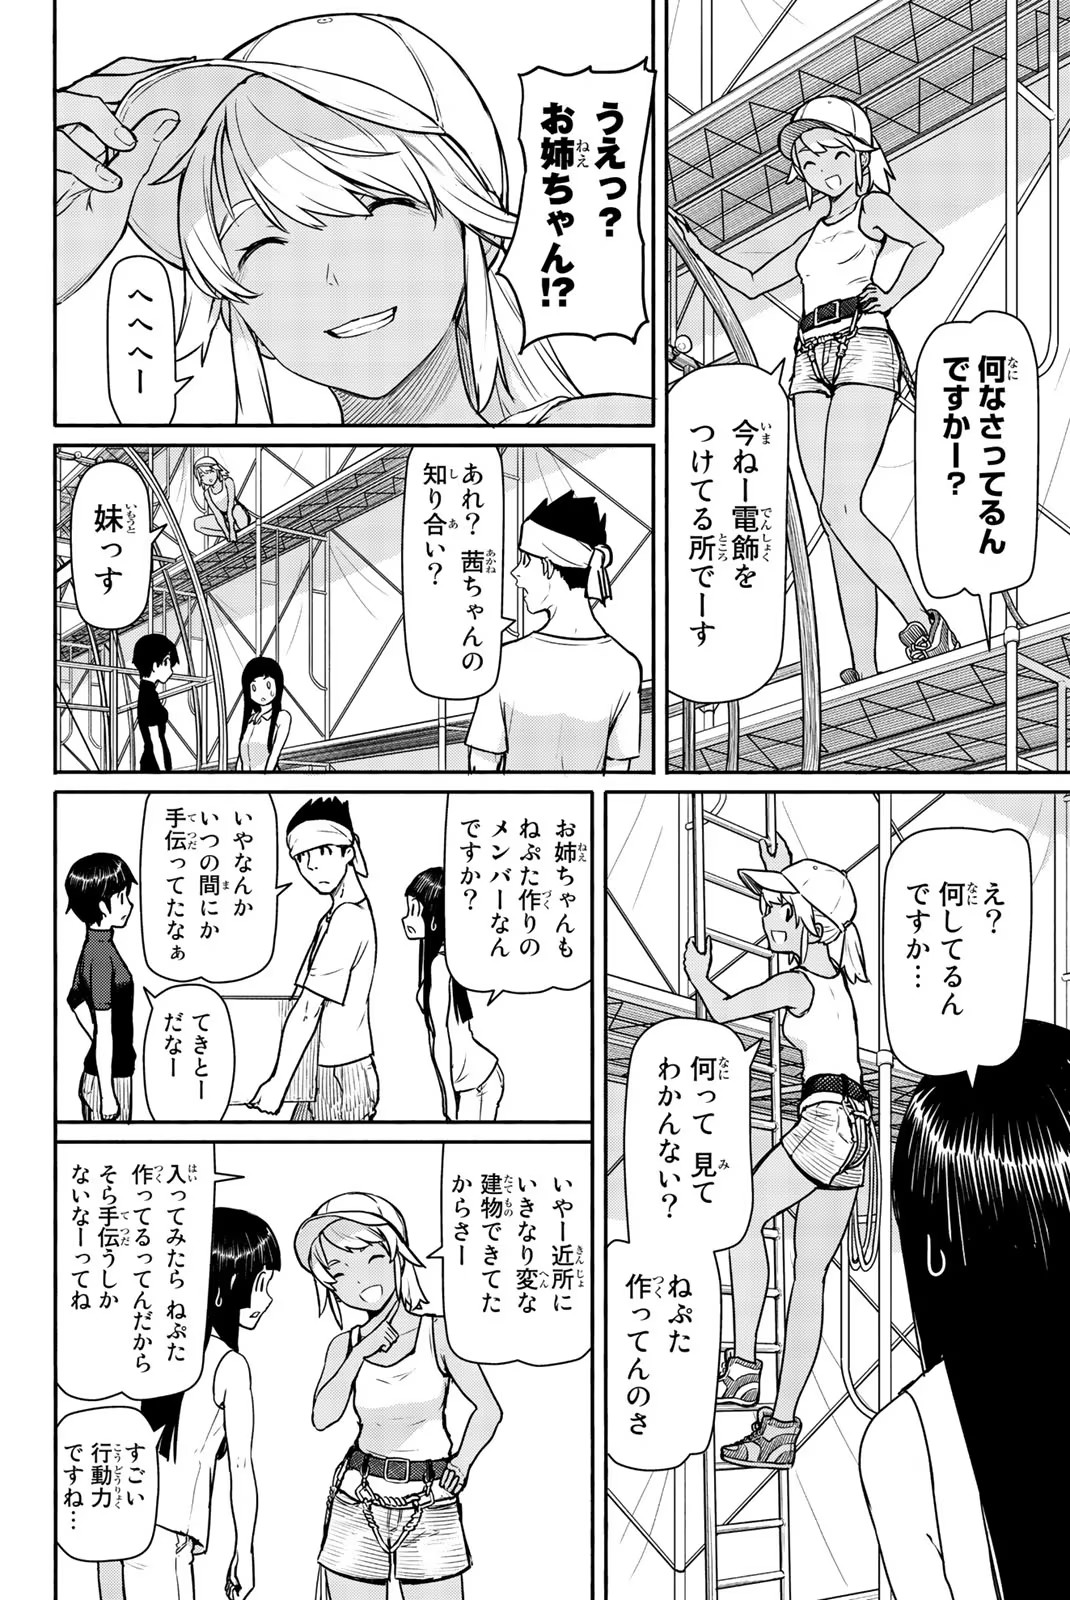 何なさってるん
ですかー?
今ねー電飾を
つけてる所でーす
うえっ?
お姉ちゃん!?
へへへー
あれ? 茜ちゃんの
知り合い?
妹っす
え?
何してるん
ですか…
何って 見て
わかんない?
ねぷた
作ってんのさ
お姉ちゃんも
ねぷた作りの
メンバーなん
ですか?
いやなんか
いつの間にか
手伝ってたなぁ
てきとー
だなー
いやー近所に
いきなり変な
建物できてた
からさー
入ってみたら ねぷた
作ってるってんだから
そら手伝うしか
ないなーってね
すごい
行動力
ですね…